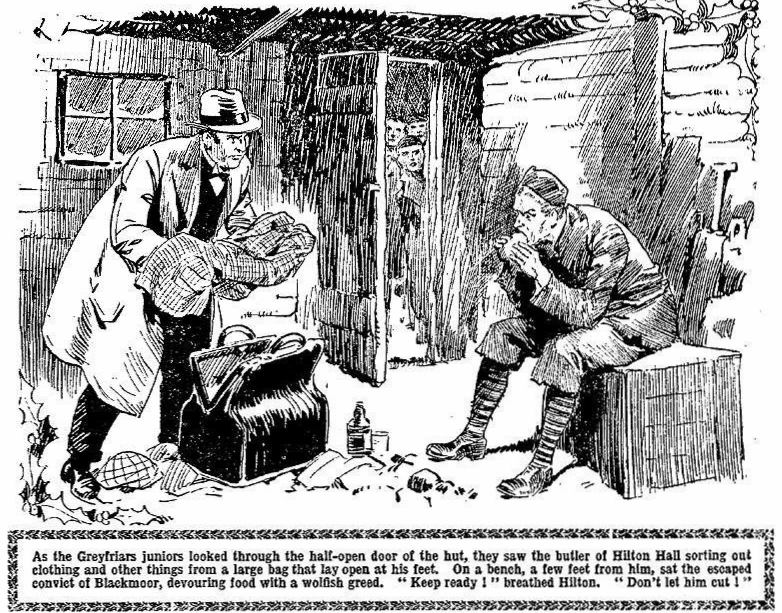 As the Greyfriars juniors looked through the half-open door of the hut, they saw the butler of Hilton Hall sorting out
clothing and other things from a large bag that lay open at his feet. On a bench, a few feet from him, sat the escaped
convict of Blackmoor, devouring food with a wolfish greed. "Keep ready!" breathed Hilton. "Don't let him cut!"